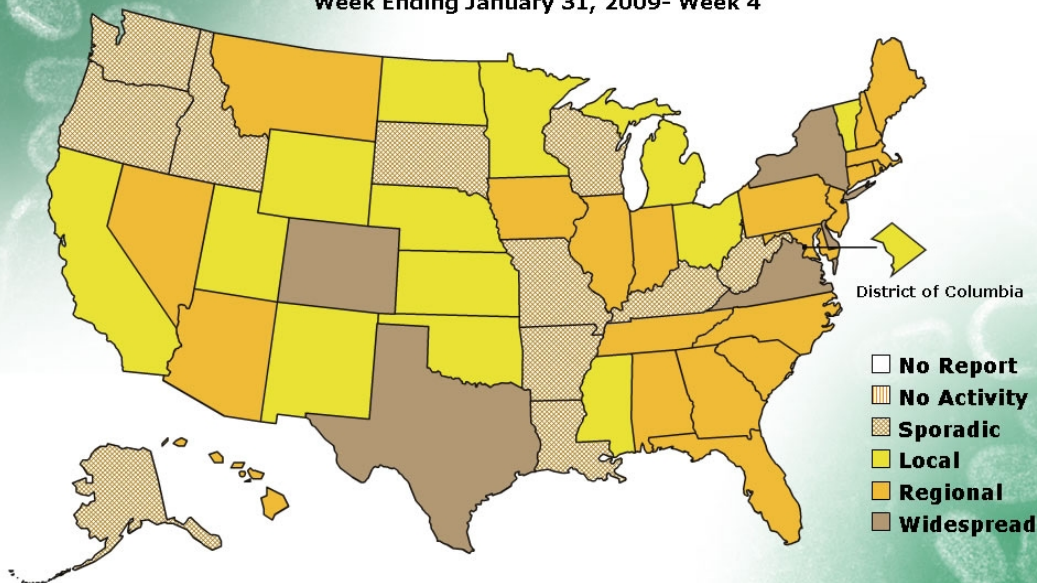 Week Ending January 31, 2009- Week 4
District of Columbia
No Report
No Activity
Sporadic
Local
Regional
Widespread